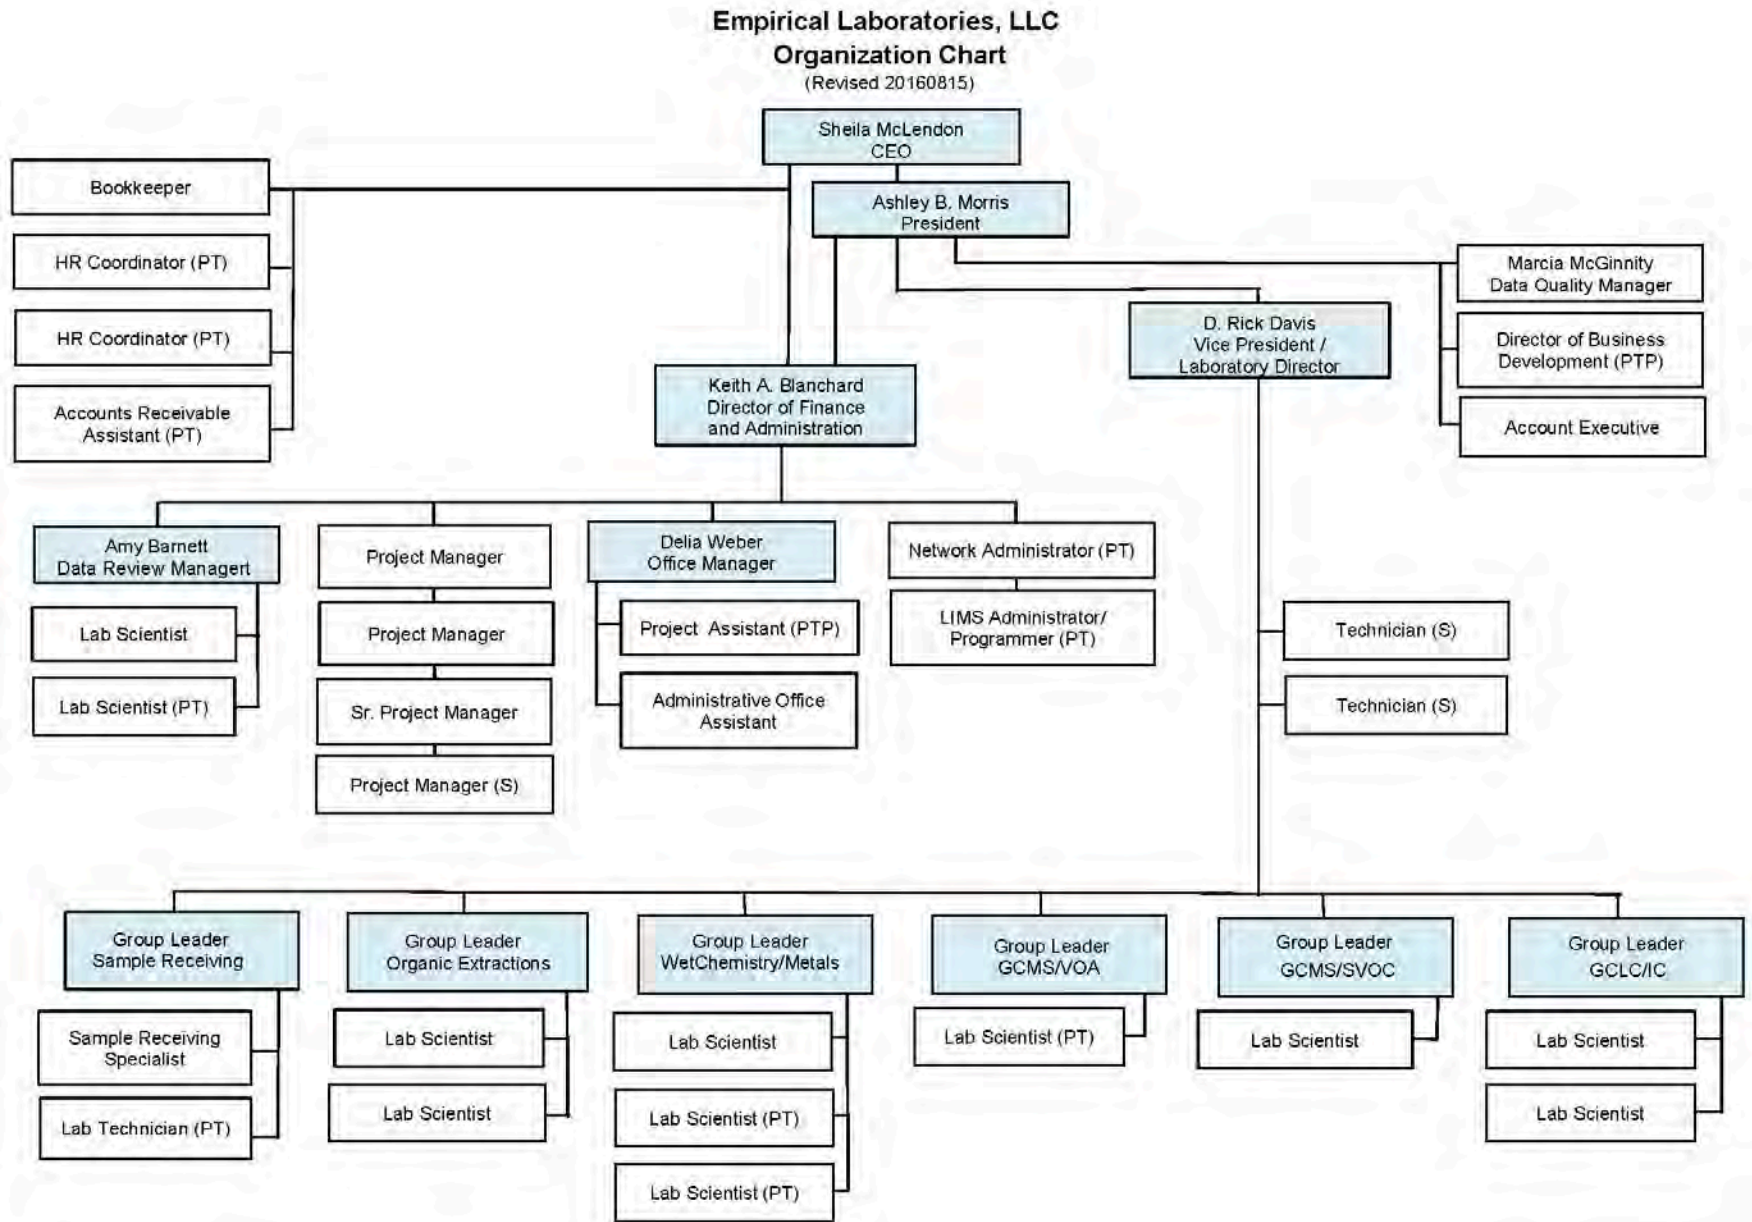 Empirical Laboratories, LLC
Organization Chart
(Revised 20160815)
Sheila McLendon
CEO
Ashley B. Morris
President
Bookkeeper
HR Coordinator (PT)
HR Coordinator (PT)
Accounts Receivable
Assistant (PT)
Marcia McGinnity
Data Quality Manager
Director of Business
Development (PTP)
Account Executive
D. Rick Davis
Vice President /
Laboratory Director
Keith A. Blanchard
Director of Finance
and Administration
Amy Barnett
Data Review Managert
Lab Scientist
Lab Scientist (PT)
Project Manager
Project Manager
Sr. Project Manager
Project Manager (S)
Delia Weber
Office Manager
Project Assistant (PTP)
Administrative Office
Assistant
Network Administrator (PT)
LIMS Administrator/
Programmer (PT)
Technician (S)
Technician (S)
Group Leader
Sample Receiving
Sample Receiving
Specialist
Lab Technician (PT)
Group Leader
Organic Extractions
Lab Scientist
Lab Scientist
Group Leader
WetChemistry/Metals
Lab Scientist
Lab Scientist (PT)
Lab Scientist (PT)
Group Leader
GCMS/VOA
Lab Scientist (PT)
Group Leader
GCMS/SVOC
Lab Scientist
Group Leader
GCLC/IC
Lab Scientist
Lab Scientist